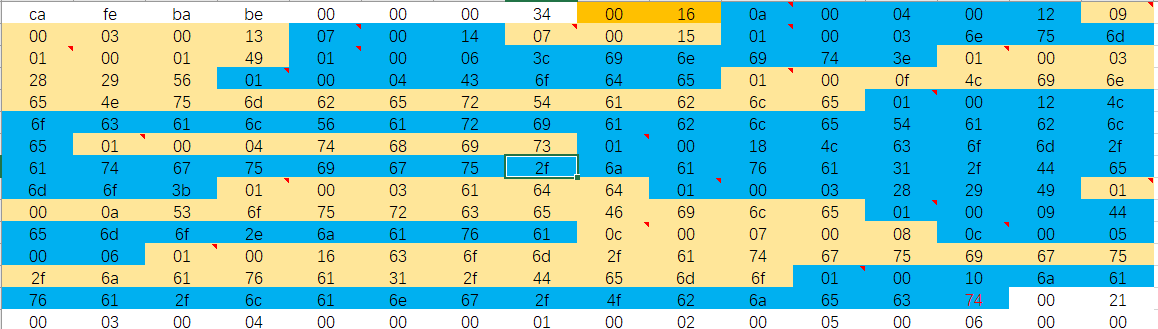 ca fe ba be 00 00 00 34 00 16 0a 00 04 00 12 09
00 03 00 13 07 00 14 07 00 15 01 00 03 6e 75 6d
01 00 01 49 01 00 06 3c 69 6e 69 74 3e 01 00 03
28 29 56 01 00 04 43 6f 64 65 01 00 0f 4c 69 6e
65 4e 75 6d 62 65 72 54 61 62 6c 65 01 00 12 4c
6f 63 61 6c 56 61 72 69 61 62 6c 65 54 61 62 6c
65 01 00 04 74 68 69 73 01 00 18 4c 63 6f 6d 2f
61 74 67 75 69 67 75 2f 6a 61 76 61 31 2f 44 65
6d 6f 3b 01 00 03 61 64 64 01 00 03 28 29 49 01
00 0a 53 6f 75 72 63 65 46 69 6c 65 01 00 09 44
65 6d 6f 2e 6a 61 76 61 0c 00 07 00 08 0c 00 05
00 06 01 00 16 63 6f 6d 2f 61 74 67 75 69 67 75
2f 6a 61 76 61 31 2f 44 65 6d 6f 01 00 10 6a 61
76 61 2f 6c 61 6e 67 2f 4f 62 6a 65 63 74 00 21
00 03 00 04 00 00 00 01 00 02 00 05 00 06 00 00